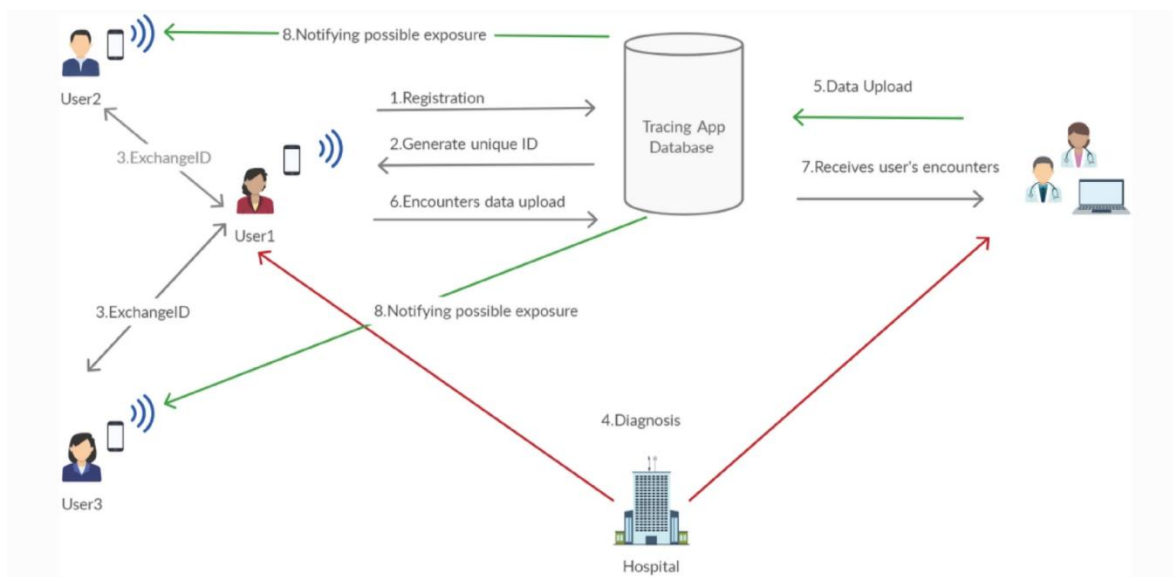 8.Notifying possible exposure
User2
1.Registration
5.Data Upload
Tracing App
Database
3.ExchangeID
2.Generate unique ID
7.Receives user's encounters
6.Encounters data upload
User1
3.ExchangeID
8.Notifying possible exposure
4.Diagnosis
User3
Hospital